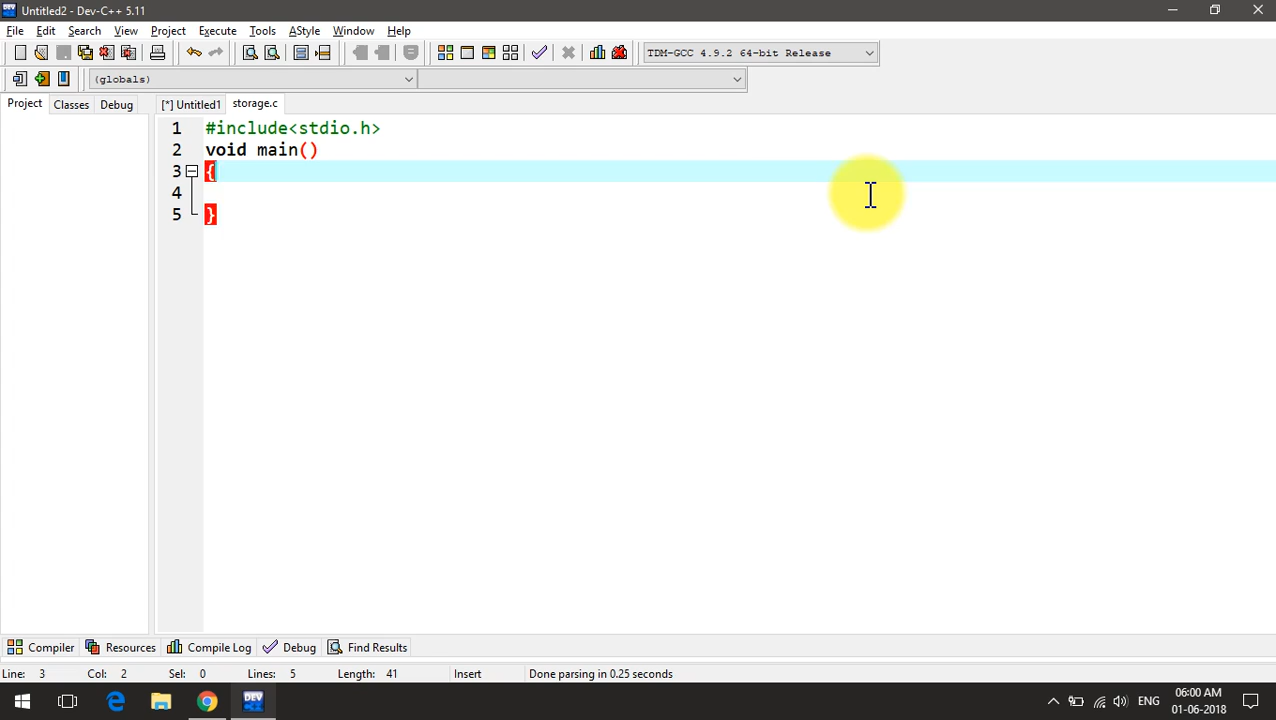 Untitled2 - Dev-C++ 5.11
File Edit Search View Project Execute Tools AStyle Window Help
TDM-GCC 4.9.2 64-bit Release
(globals)
Project Classes Debug [*] Untitled1 storage.c
1 #include<stdio.h>
2 void main()
3 {
4
5 }
Compiler Resources Compile Log Debug Find Results
Line: 3 Col: 2 Sel: 0 Lines: 5 Length: 41 Insert Done parsing in 0.25 seconds
DEV ENG 06:00 AM
01-06-2018